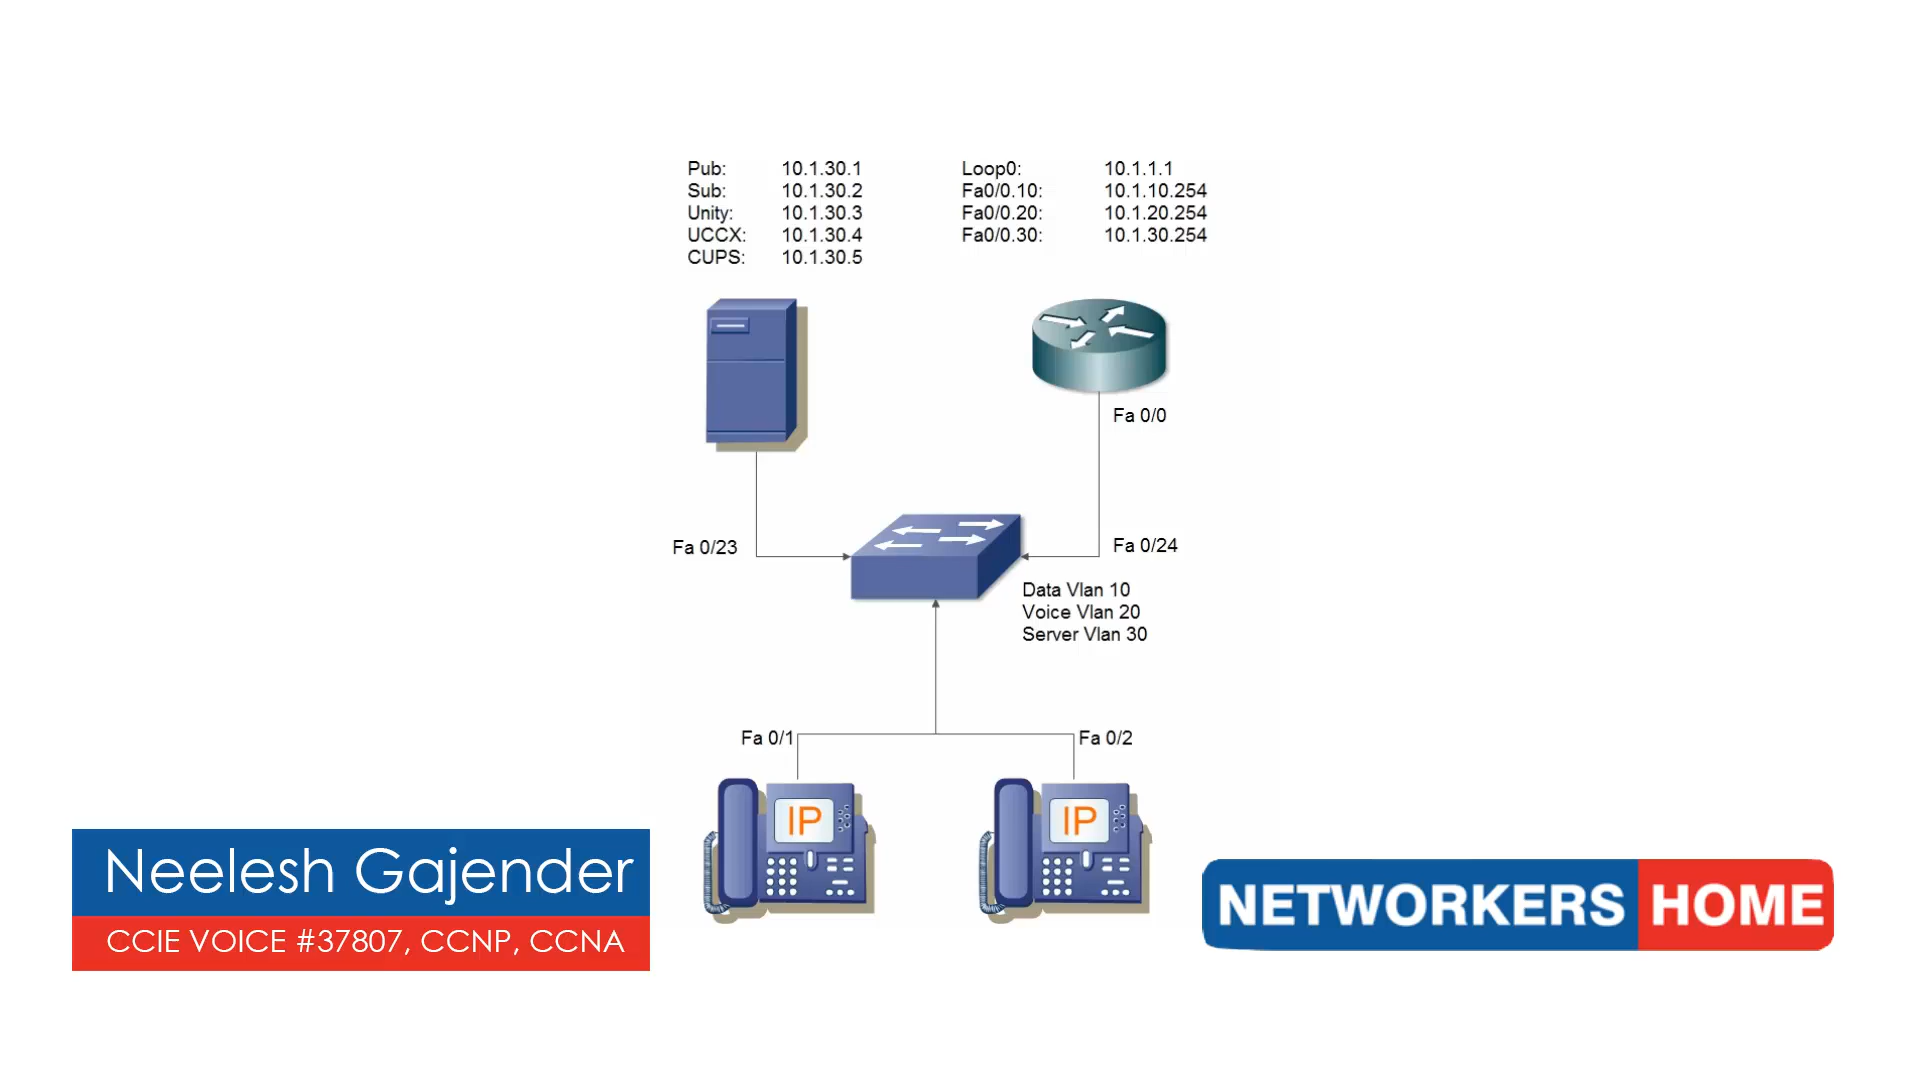 Pub: 10.1.30.1
Sub: 10.1.30.2
Unity: 10.1.30.3
UCCX: 10.1.30.4
CUPS: 10.1.30.5
Loop0: 10.1.1.1
Fa0/0.10: 10.1.10.254
Fa0/0.20: 10.1.20.254
Fa0/0.30: 10.1.30.254
Fa 0/0
Fa 0/23
Fa 0/24
Data Vlan 10
Voice Vlan 20
Server Vlan 30
Fa 0/1
Fa 0/2
IP
IP
Neelesh Gajender
CCIE VOICE #37807, CCNP, CCNA
NETWORKERS HOME